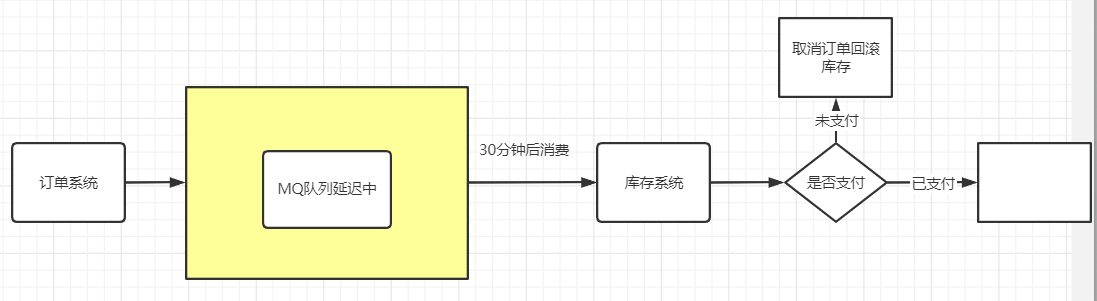 订单系统
MQ队列延迟中
30分钟后消费
库存系统
是否支付
未支付
取消订单回滚
库存
已支付